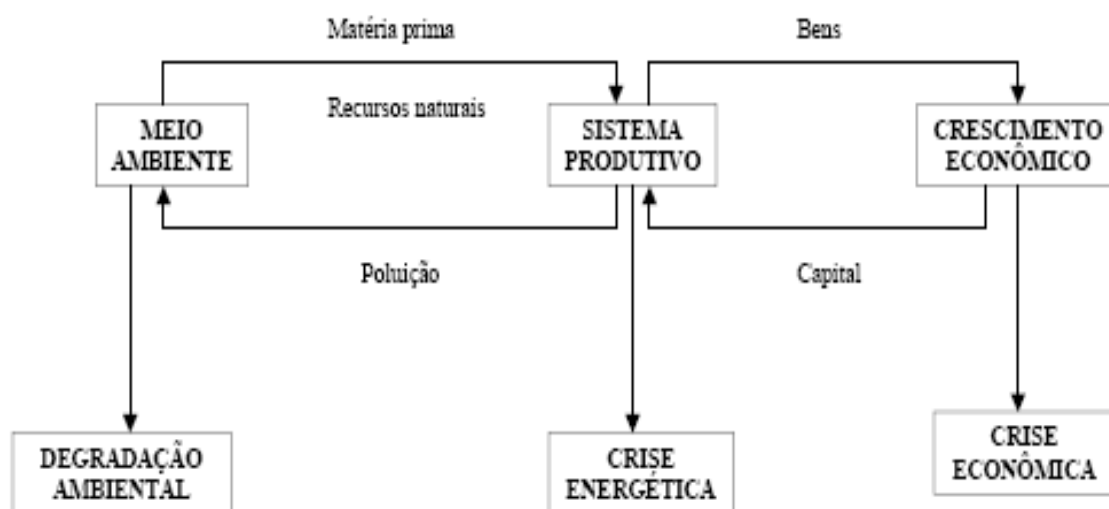 Matéria prima
Bens
Recursos naturais
MEIO
AMBIENTE
SISTEMA
PRODUTIVO
CRESCIMENTO
ECONÔMICO
Poluição
Capital
DEGRADAÇÃO
AMBIENTAL
CRISE
ENERGÉTICA
CRISE
ECONÔMICA